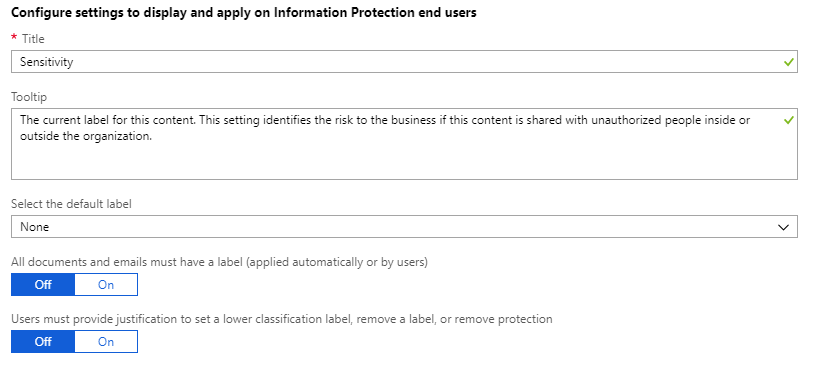 Configure settings to display and apply on Information Protection end users
* Title
Sensitivity
Tooltip
The current label for this content. This setting identifies the risk to the business if this content is shared with unauthorized people inside or
outside the organization.
Select the default label
None
All documents and emails must have a label (applied automatically or by users)
Off On
Users must provide justification to set a lower classification label, remove a label, or remove protection
Off On